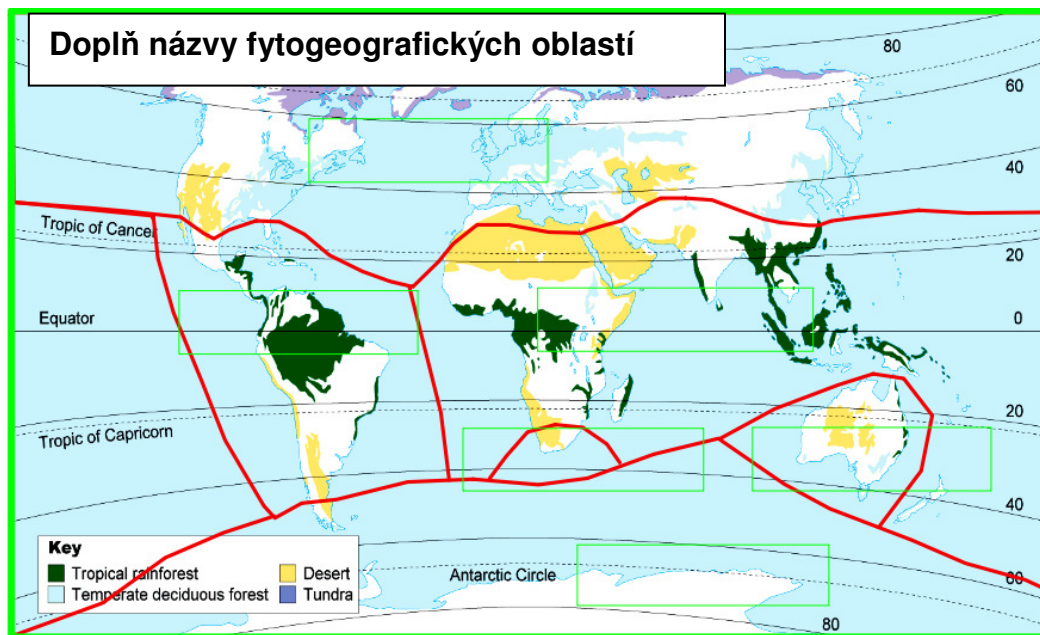 Doplň názvy fytogeografických oblastí
80
60
40
Tropic of Cancer
20
Equator
0
20
Tropic of Capricorn
40
Key
Tropical rainforest
Desert
Temperate deciduous forest
Tundra
Antarctic Circle
60
80